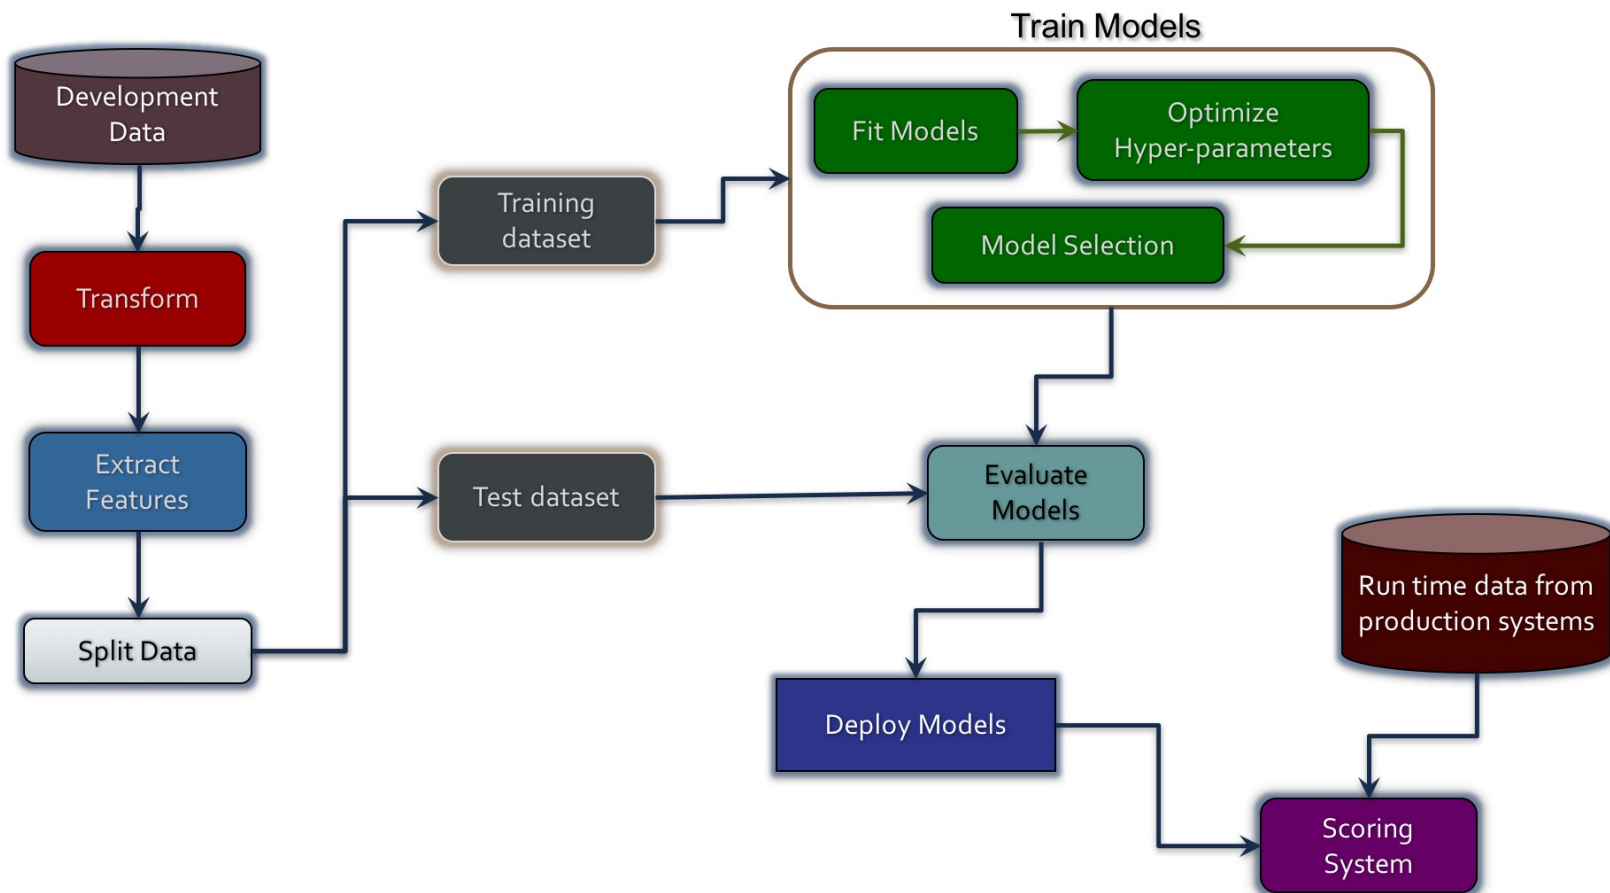 Train Models
Development
Data
Fit Models
Optimize
Hyper-parameters
Training
dataset
Model Selection
Transform
Extract
Features
Test dataset
Evaluate
Models
Run time data from
production systems
Split Data
Deploy Models
Scoring
System